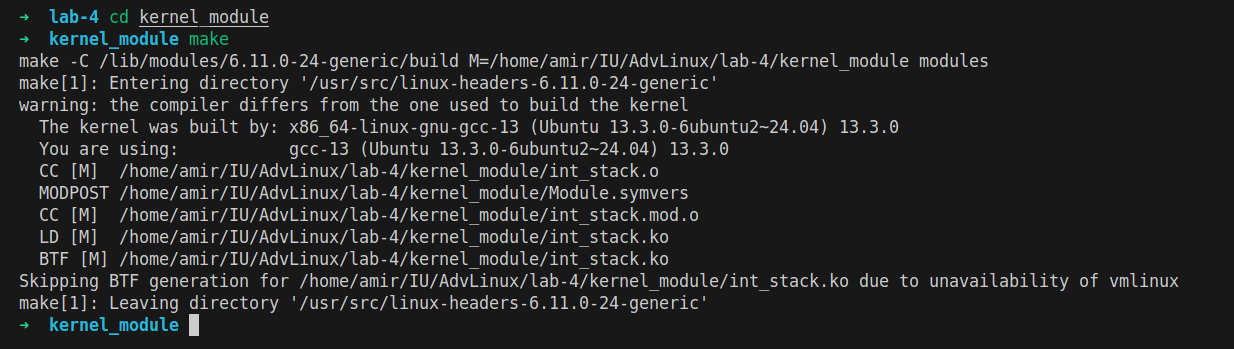 ➜  lab-4 cd kernel_module
➜  kernel_module make
make -C /lib/modules/6.11.0-24-generic/build M=/home/amir/IU/AdvLinux/lab-4/kernel_module modules
make[1]: Entering directory '/usr/src/linux-headers-6.11.0-24-generic'
warning: the compiler differs from the one used to build the kernel
  The kernel was built by: x86_64-linux-gnu-gcc-13 (Ubuntu 13.3.0-6ubuntu2~24.04) 13.3.0
  You are using:           gcc-13 (Ubuntu 13.3.0-6ubuntu2~24.04) 13.3.0
  CC [M]  /home/amir/IU/AdvLinux/lab-4/kernel_module/int_stack.o
  MODPOST /home/amir/IU/AdvLinux/lab-4/kernel_module/Module.symvers
  CC [M]  /home/amir/IU/AdvLinux/lab-4/kernel_module/int_stack.mod.o
  LD [M]  /home/amir/IU/AdvLinux/lab-4/kernel_module/int_stack.ko
  BTF [M] /home/amir/IU/AdvLinux/lab-4/kernel_module/int_stack.ko
Skipping BTF generation for /home/amir/IU/AdvLinux/lab-4/kernel_module/int_stack.ko due to unavailability of vmlinux
make[1]: Leaving directory '/usr/src/linux-headers-6.11.0-24-generic'
➜  kernel_module